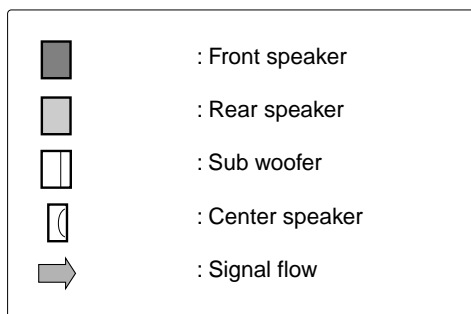 : Front speaker
: Rear speaker
: Sub woofer
: Center speaker
: Signal flow